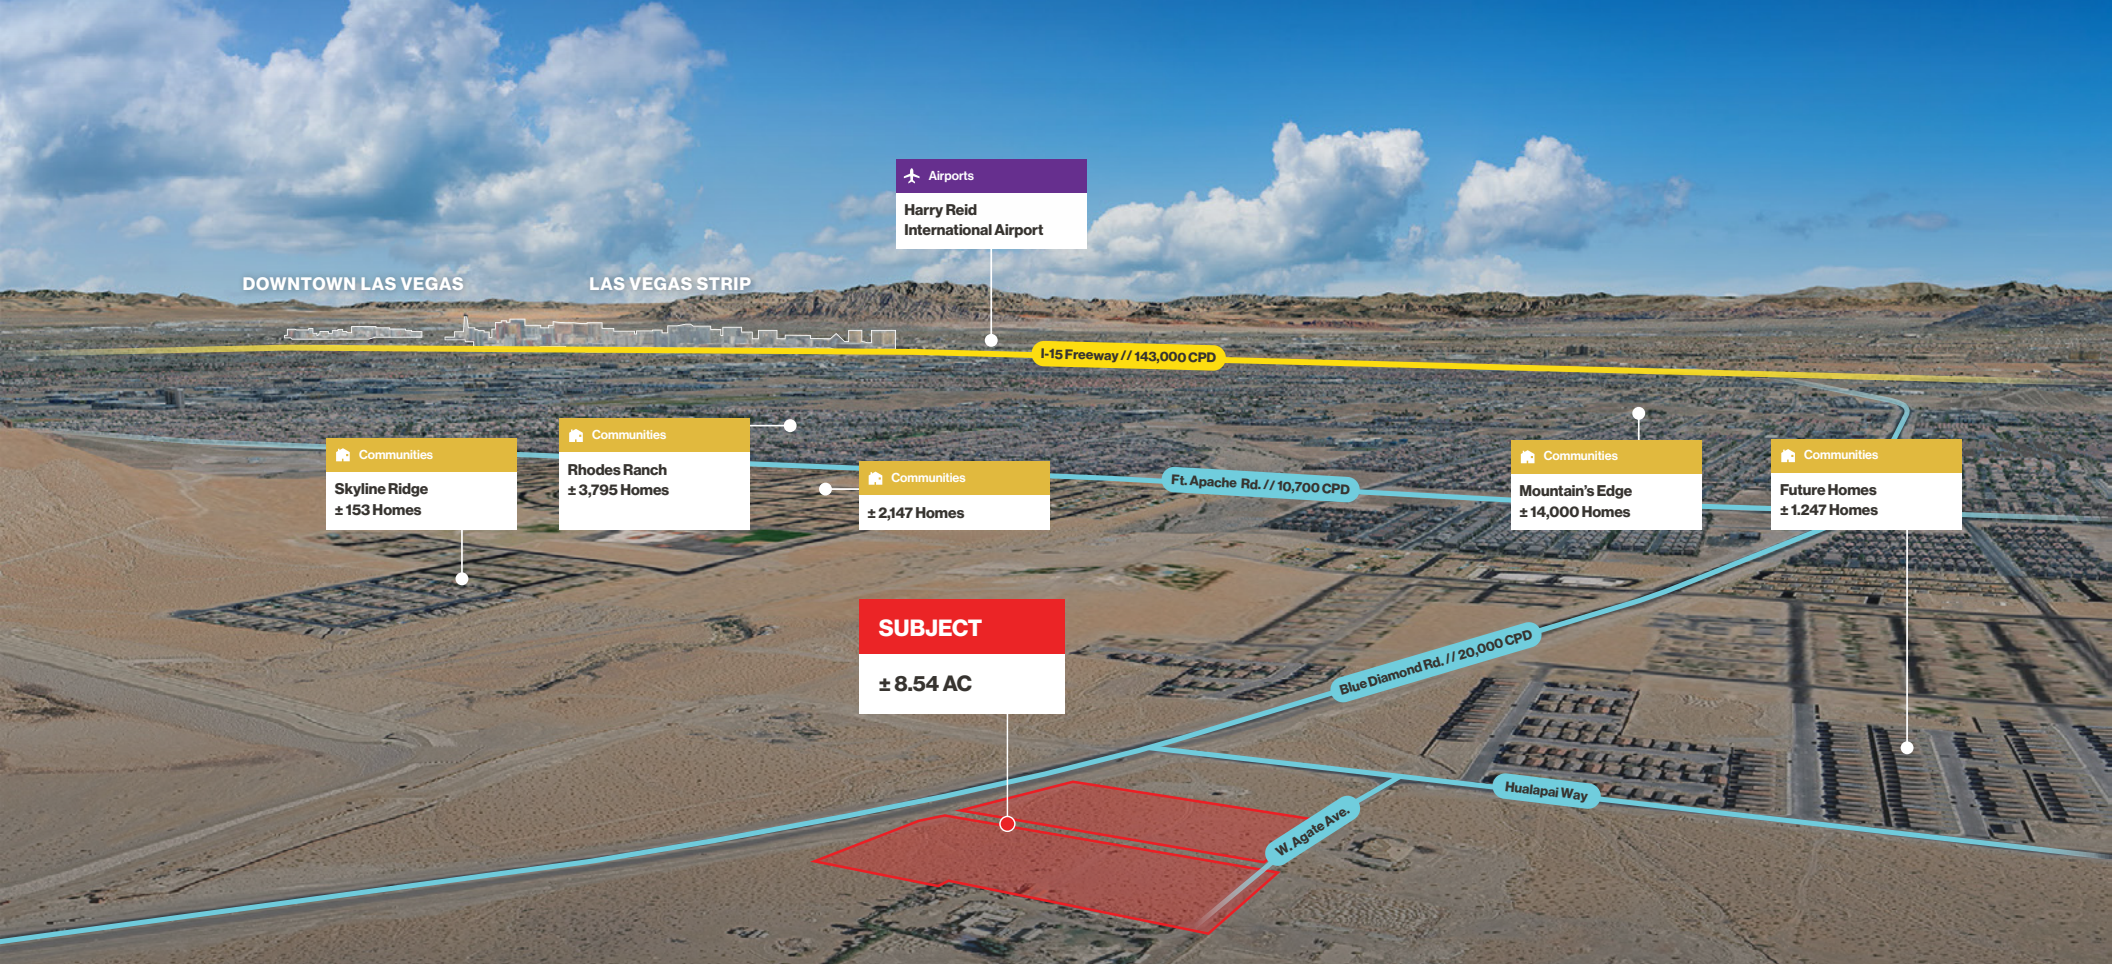 Airports
Harry Reid
International Airport
DOWNTOWN LAS VEGAS
LAS VEGAS STRIP
I-15 Freeway // 143,000 CPD
Communities
Skyline Ridge
± 153 Homes
Communities
Rhodes Ranch
± 3,795 Homes
Communities
± 2,147 Homes
Ft. Apache Rd. // 10,700 CPD
Communities
Mountain's Edge
± 14,000 Homes
Communities
Future Homes
± 1.247 Homes
SUBJECT
± 8.54 AC
Blue Diamond Rd. // 20,000 CPD
Hualapai Way
W. Agate Ave.